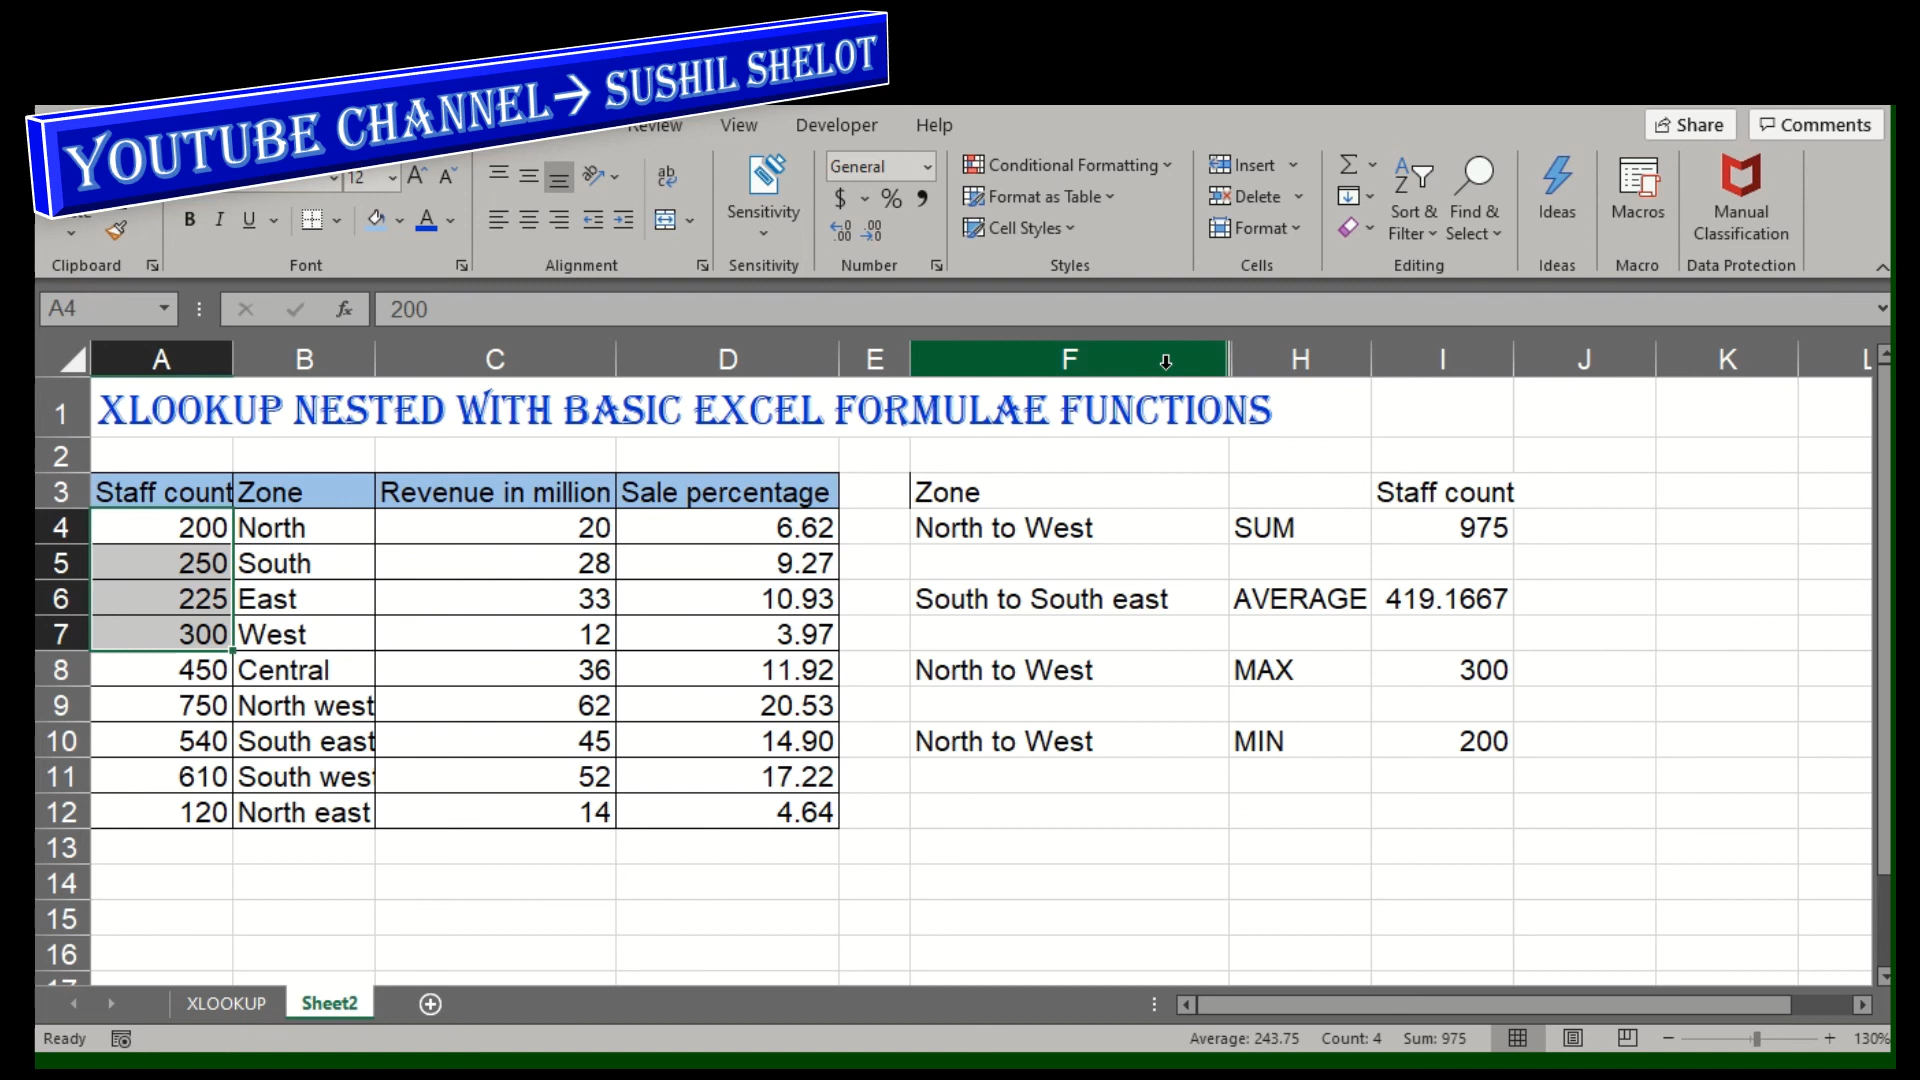 YOUTUBE CHANNEL→ SUSHIL SHELOT
Review View Developer Help
Share Comments
12
General
Conditional Formatting
Format as Table
Cell Styles
Insert
Delete
Format
Sensitivity
Sort & Filter
Find & Select
Ideas
Macros
Manual Classification
Clipboard Font Alignment Sensitivity Number Styles Cells Editing Ideas Macro Data Protection
A4 fx 200
A B C D E F H I J K L
1 XLOOKUP NESTED WITH BASIC EXCEL FORMULAE FUNCTIONS
2
3 Staff count Zone Revenue in million Sale percentage Zone Staff count
4 200 North 20 6.62 North to West SUM 975
5 250 South 28 9.27
6 225 East 33 10.93 South to South east AVERAGE 419.1667
7 300 West 12 3.97
8 450 Central 36 11.92 North to West MAX 300
9 750 North west 62 20.53
10 540 South east 45 14.90 North to West MIN 200
11 610 South west 52 17.22
12 120 North east 14 4.64
13
14
15
16
17
XLOOKUP Sheet2
Ready Average: 243.75 Count: 4 Sum: 975 130%